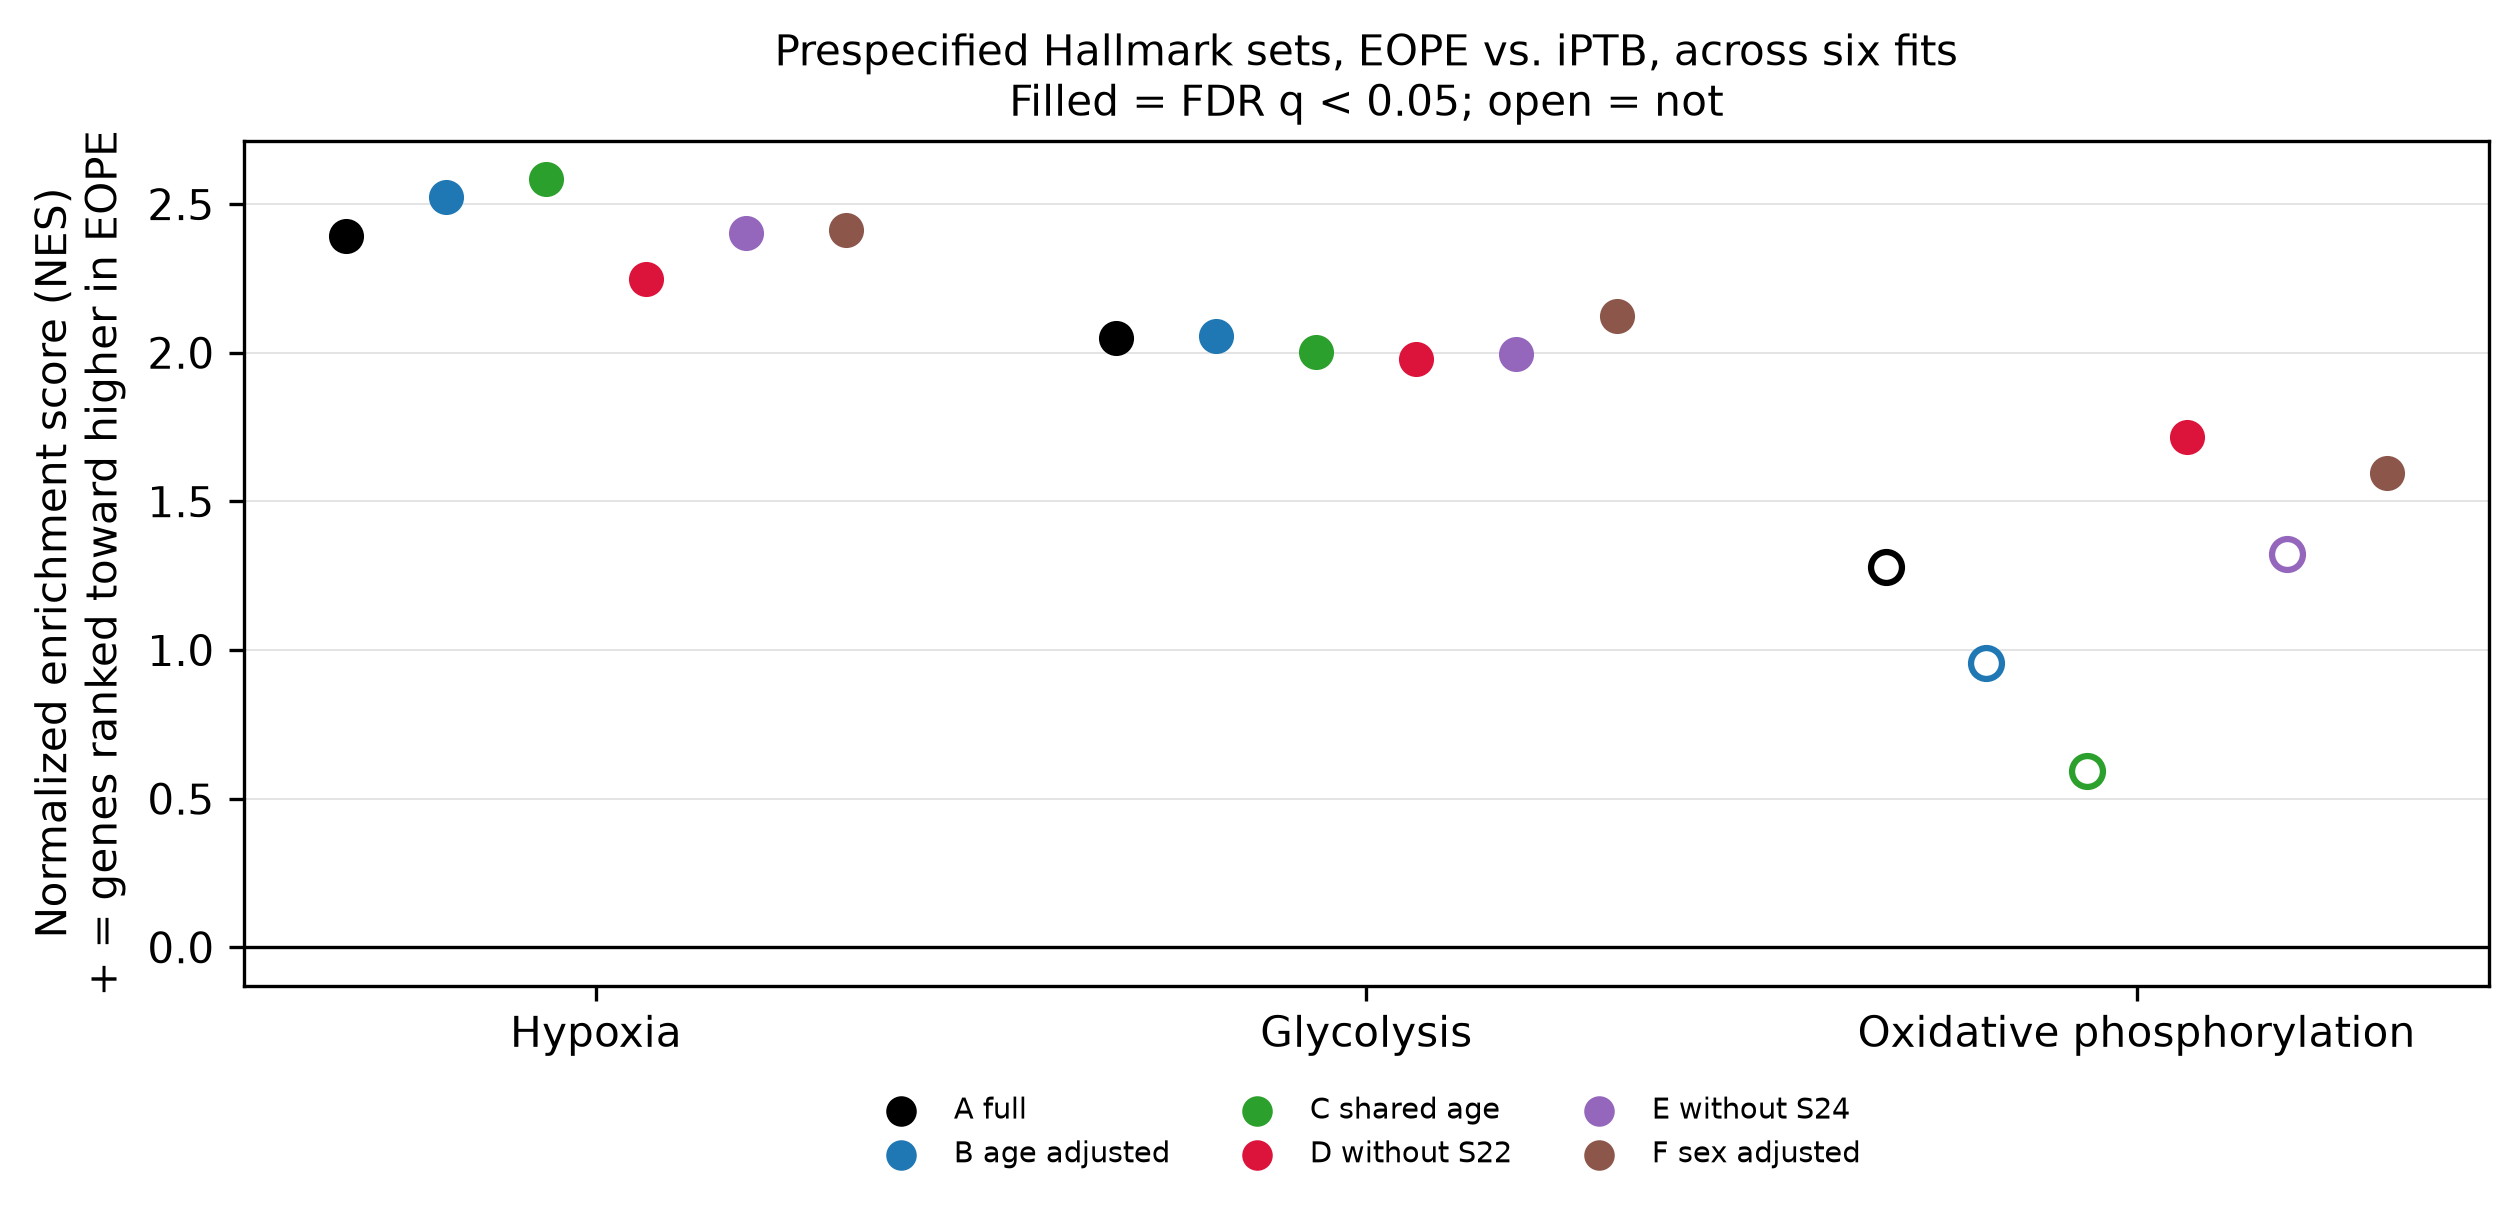 Prespecified Hallmark sets, EOPE vs. iPTB, across six fits
Filled = FDR q < 0.05; open = not
Normalized enrichment score (NES)
+ = genes ranked toward higher in EOPE
2.5
2.0
1.5
1.0
0.5
0.0
Hypoxia
Glycolysis
Oxidative phosphorylation
A full
B age adjusted
C shared age
D without S22
E without S24
F sex adjusted